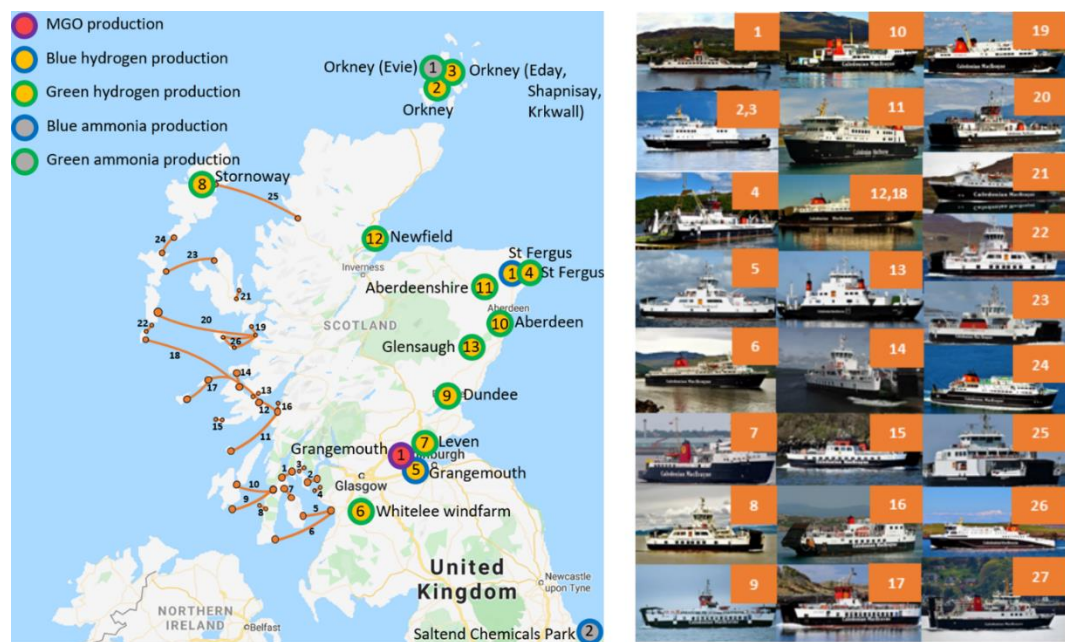 MGO production
Blue hydrogen production
Green hydrogen production
Blue ammonia production
Green ammonia production
Orkney (Evie)
1
3
Orkney (Eday,
Shapnisay,
Krkwall)
2
Orkney
8
Stornoway
25
24
23
21
22
20
19
26
18
17
14
13
12
16
15
11
10
9
8
1
3
2
4
7
5
6
12
Newfield
Inverness
St Fergus
1
4
St Fergus
Aberdeenshire
11
Aberdeen
10
Aberdeen
SCOTLAND
Glensaugh
13
9
Dundee
7
Leven
Grangemouth
1
5
Grangemouth
Glasgow
6
Whitelee windfarm
United
Kingdom
Newcastle
upon Tyne
NORTHERN
IRELAND
Belfast
Saltend Chemicals Park
2
1
10
19
2,3
11
20
4
12,18
21
5
13
22
6
14
23
7
15
24
8
16
25
9
17
26
27